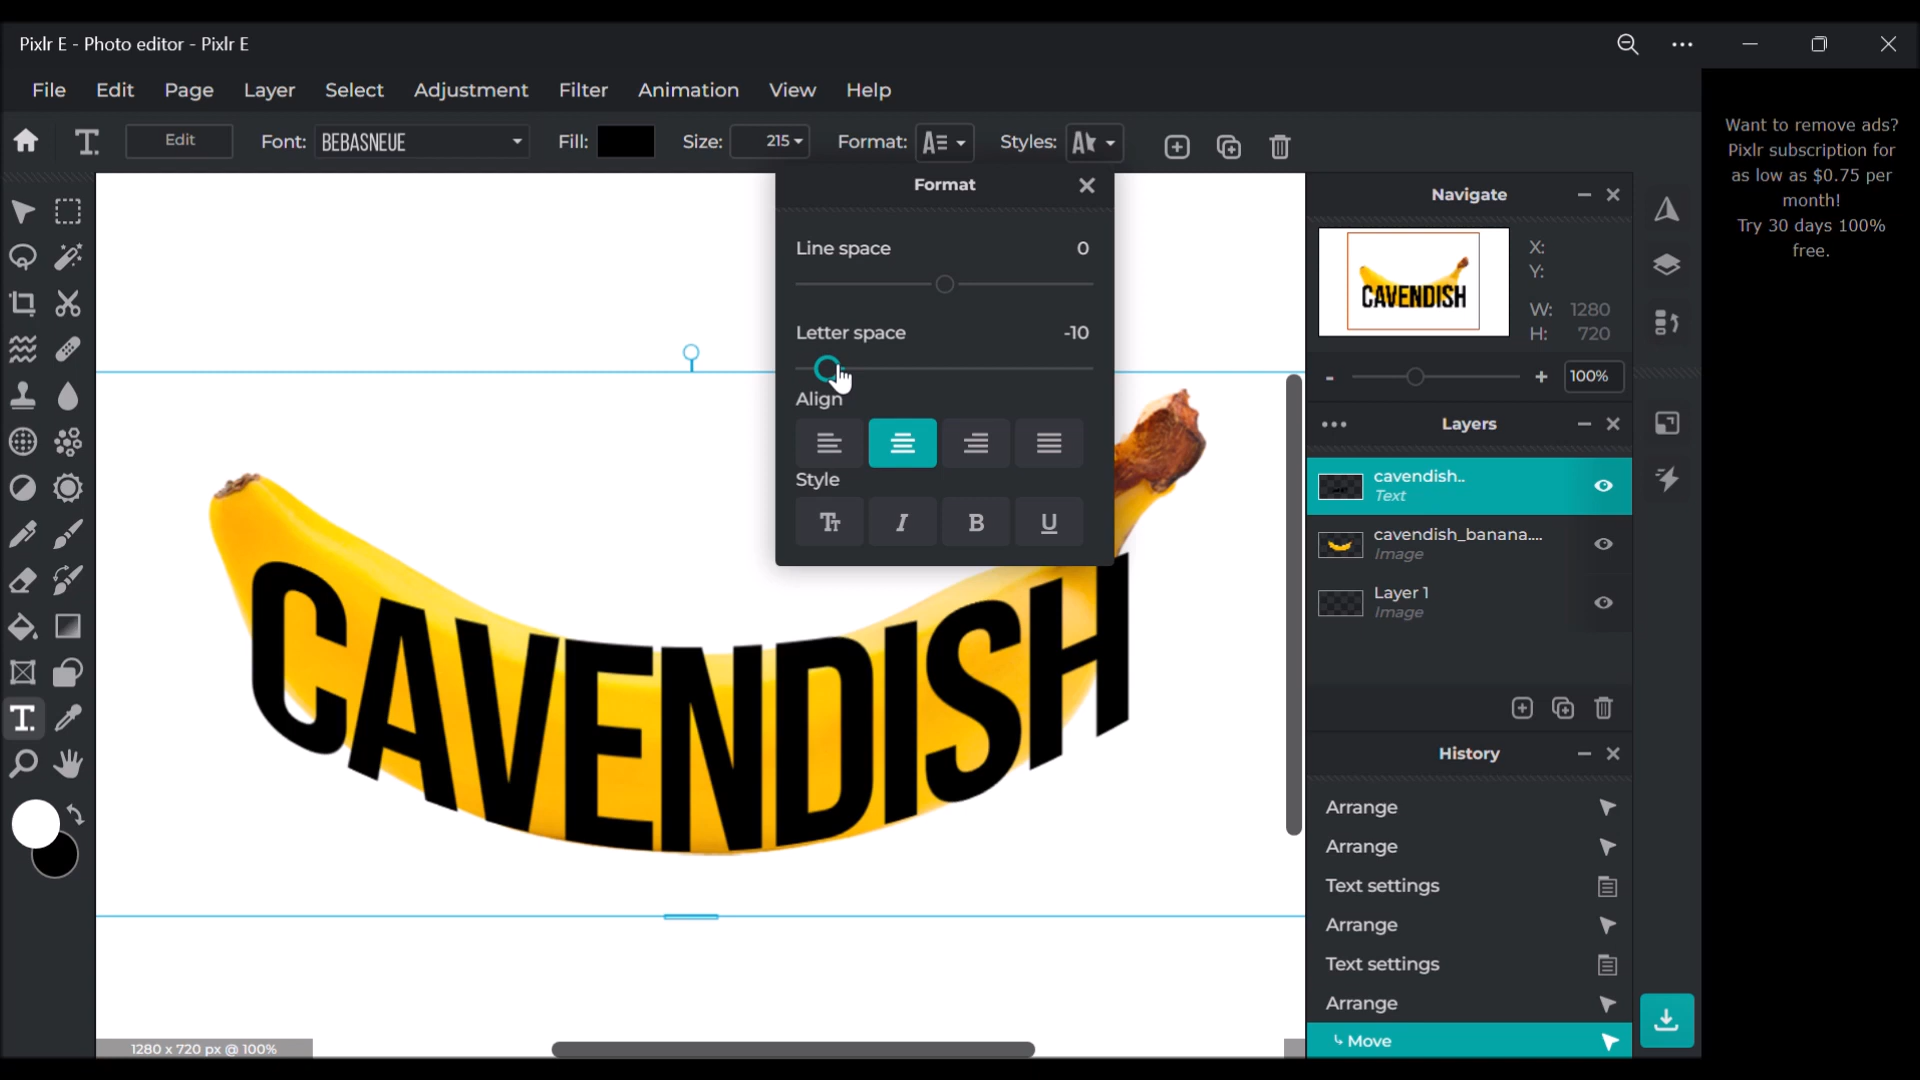 Pixlr E - Photo editor - Pixlr E
File Edit Page Layer Select Adjustment Filter Animation View Help
Edit Font: BEBASNEUE Fill: Size: 215 Format: Styles:
Format
Line space 0
Letter space -10
Align
Style
Tт I B U
CAVENDISH
1280 x 720 px @ 100%
Navigate
CAVENDISH
X:
Y:
W: 1280
H: 720
- + 100%
Layers
cavendish..
Text
cavendish_banana....
Image
Layer 1
Image
History
Arrange
Arrange
Text settings
Arrange
Text settings
Arrange
Move
Want to remove ads?
Pixlr subscription for
as low as $0.75 per
month!
Try 30 days 100%
free.